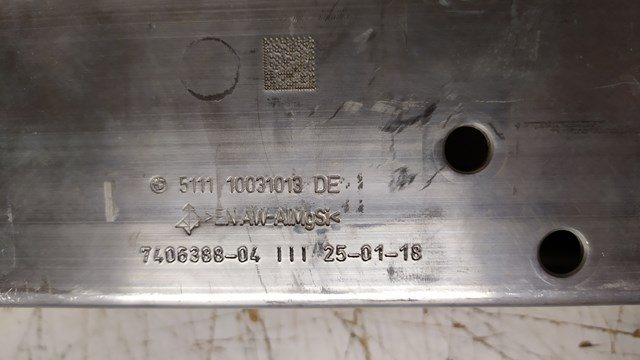 5111 10031013 DE
>EN AW-AlMgSi<
7406388-04 III 25-01-18